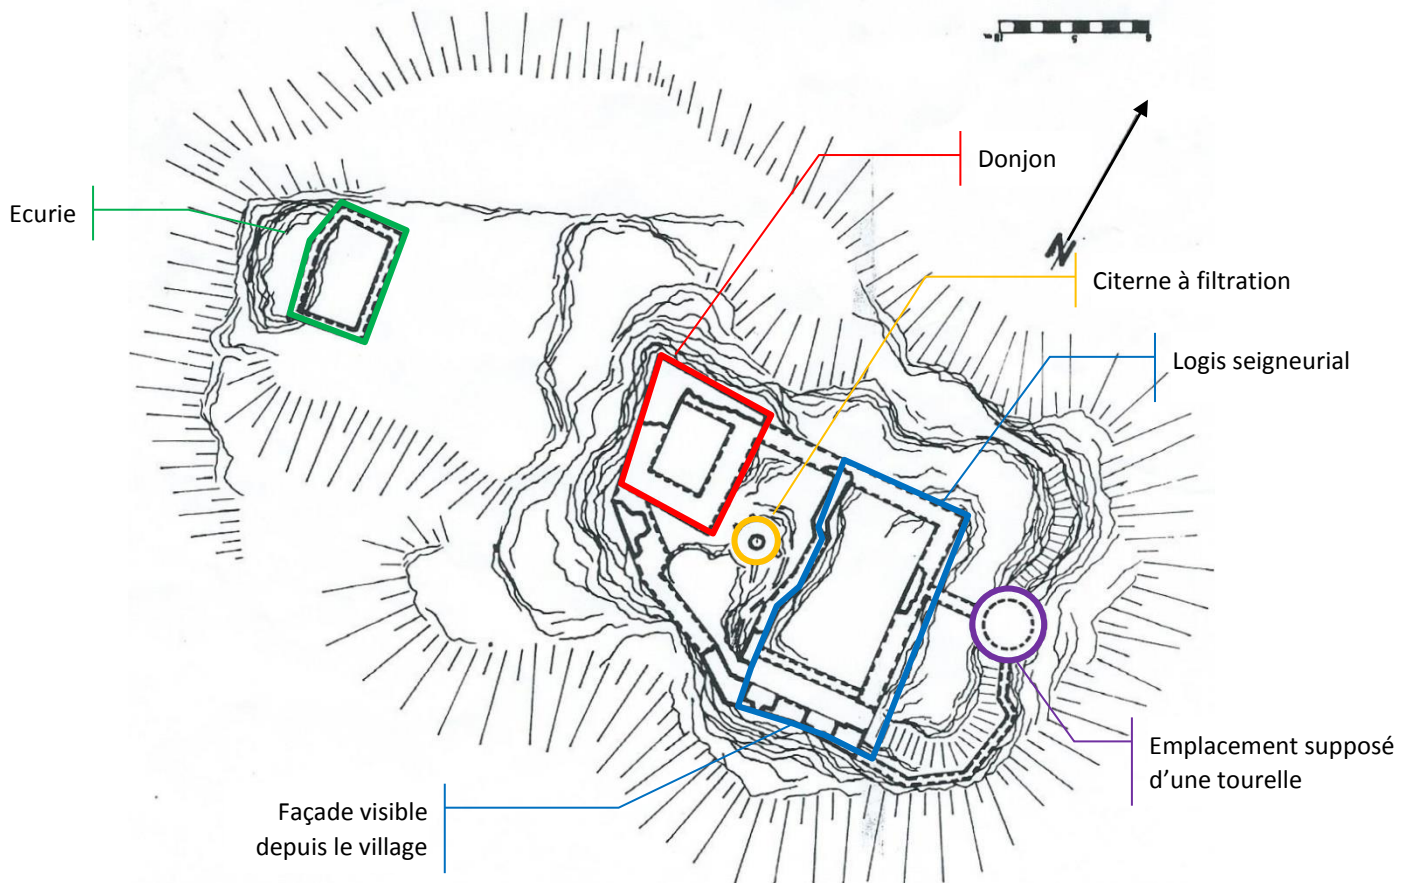 Donjon
N
Ecurie
Citerne à filtration
Logis seigneurial
Emplacement supposé
d'une tourelle
Façade visible
depuis le village